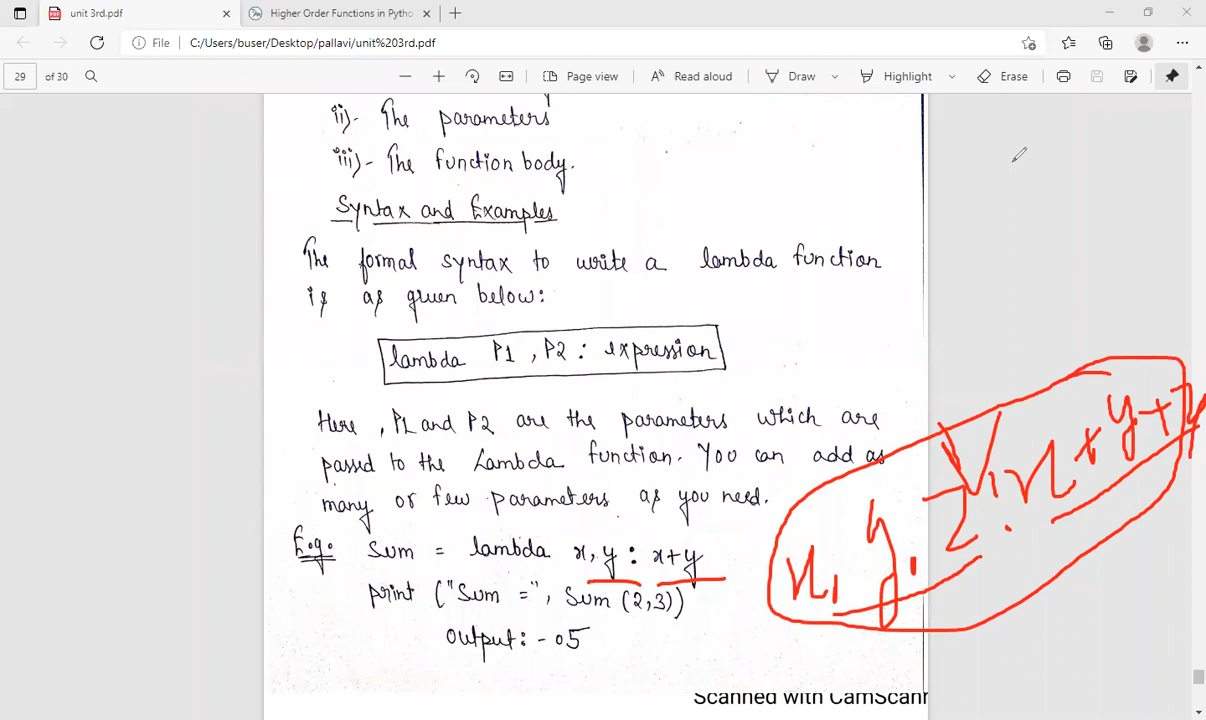 unit 3rd.pdf
Higher Order Functions in Pytho
File C:/Users/buser/Desktop/pallavi/unit%203rd.pdf
29 of 30 Page view Read aloud Draw Highlight Erase
ii)- The parameters
iii)- The function body.
Syntax and Examples
The formal syntax to write a lambda function
is as given below:
lambda P1, P2 : expression
Here, P1 and P2 are the parameters which are
passed to the Lambda function. You can add as
many or few parameters as you need.
E.g. Sum = lambda x, y : x+y
print ("Sum =", Sum (2,3))
output: - 05
Scanned with CamScann